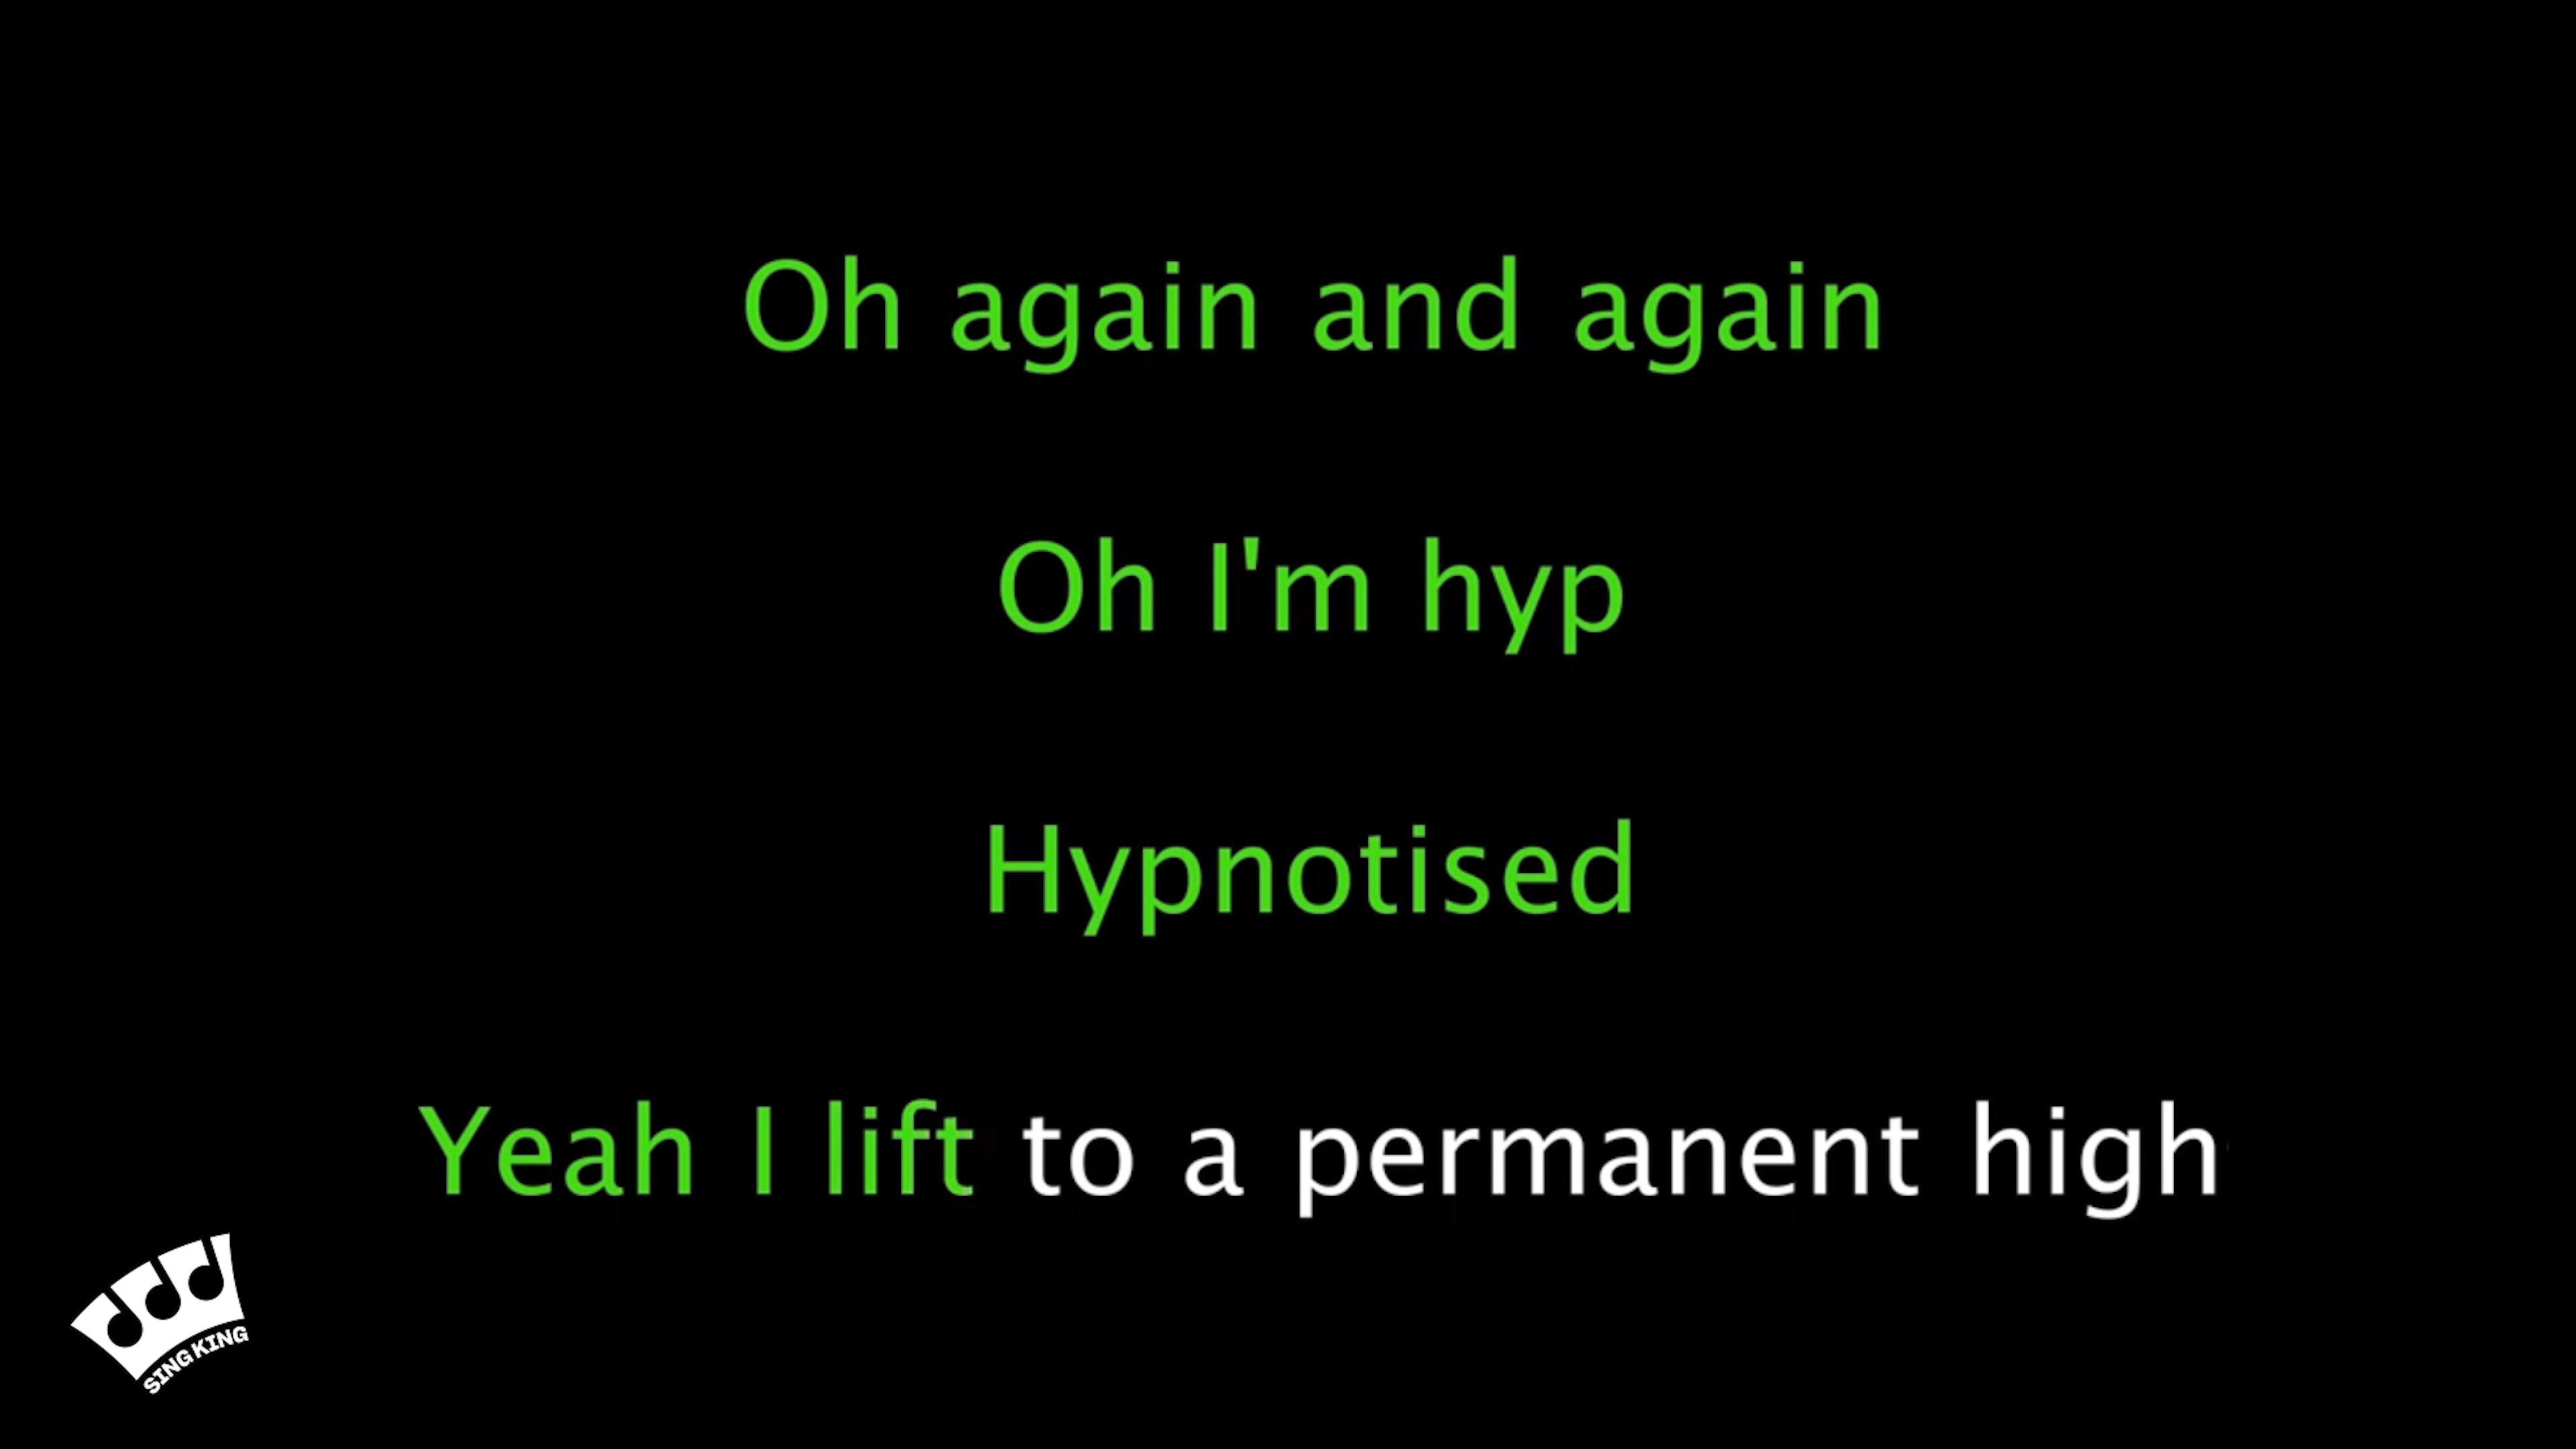 Oh again and again
Oh I'm hyp
Hypnotised
Yeah I lift to a permanent high
SING KING